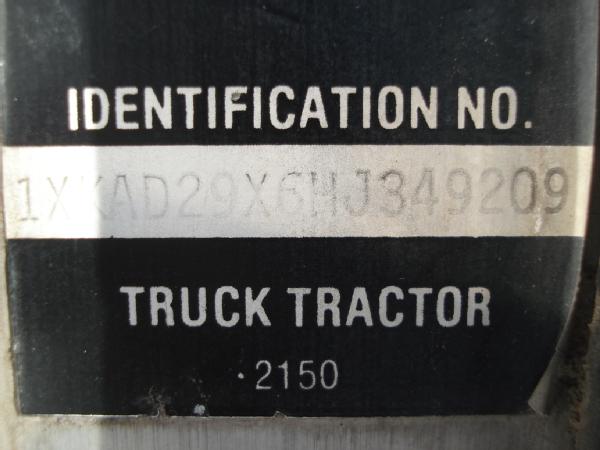 IDENTIFICATION NO.
1XKAD29X6HJ349209
TRUCK TRACTOR
·2150